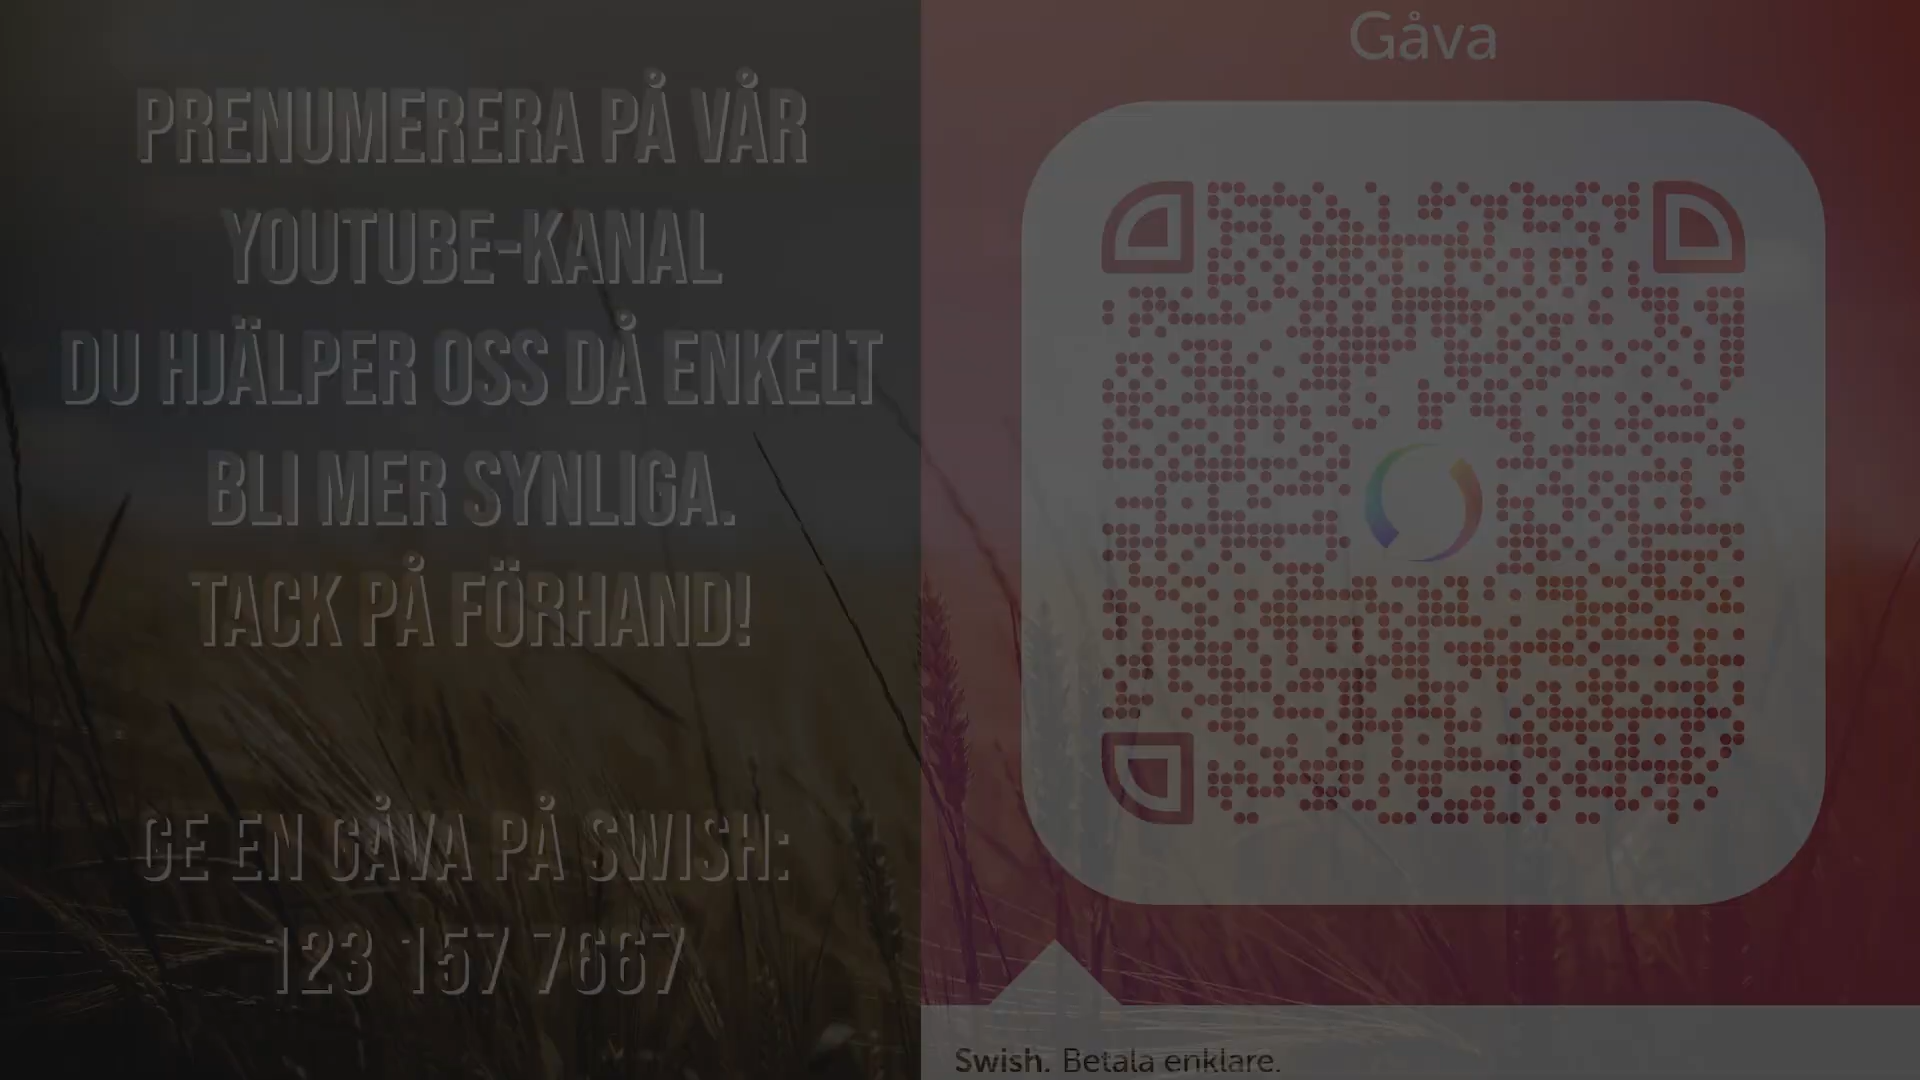 PRENUMERERA PÅ VÅR
YOUTUBE-KANAL
DU HJÄLPER OSS DÅ ENKELT
BLI MER SYNLIGA.
TACK PÅ FÖRHAND!
GE EN GÅVA PÅ SWISH:
123 157 7667
Gåva
Swish. Betala enklare.